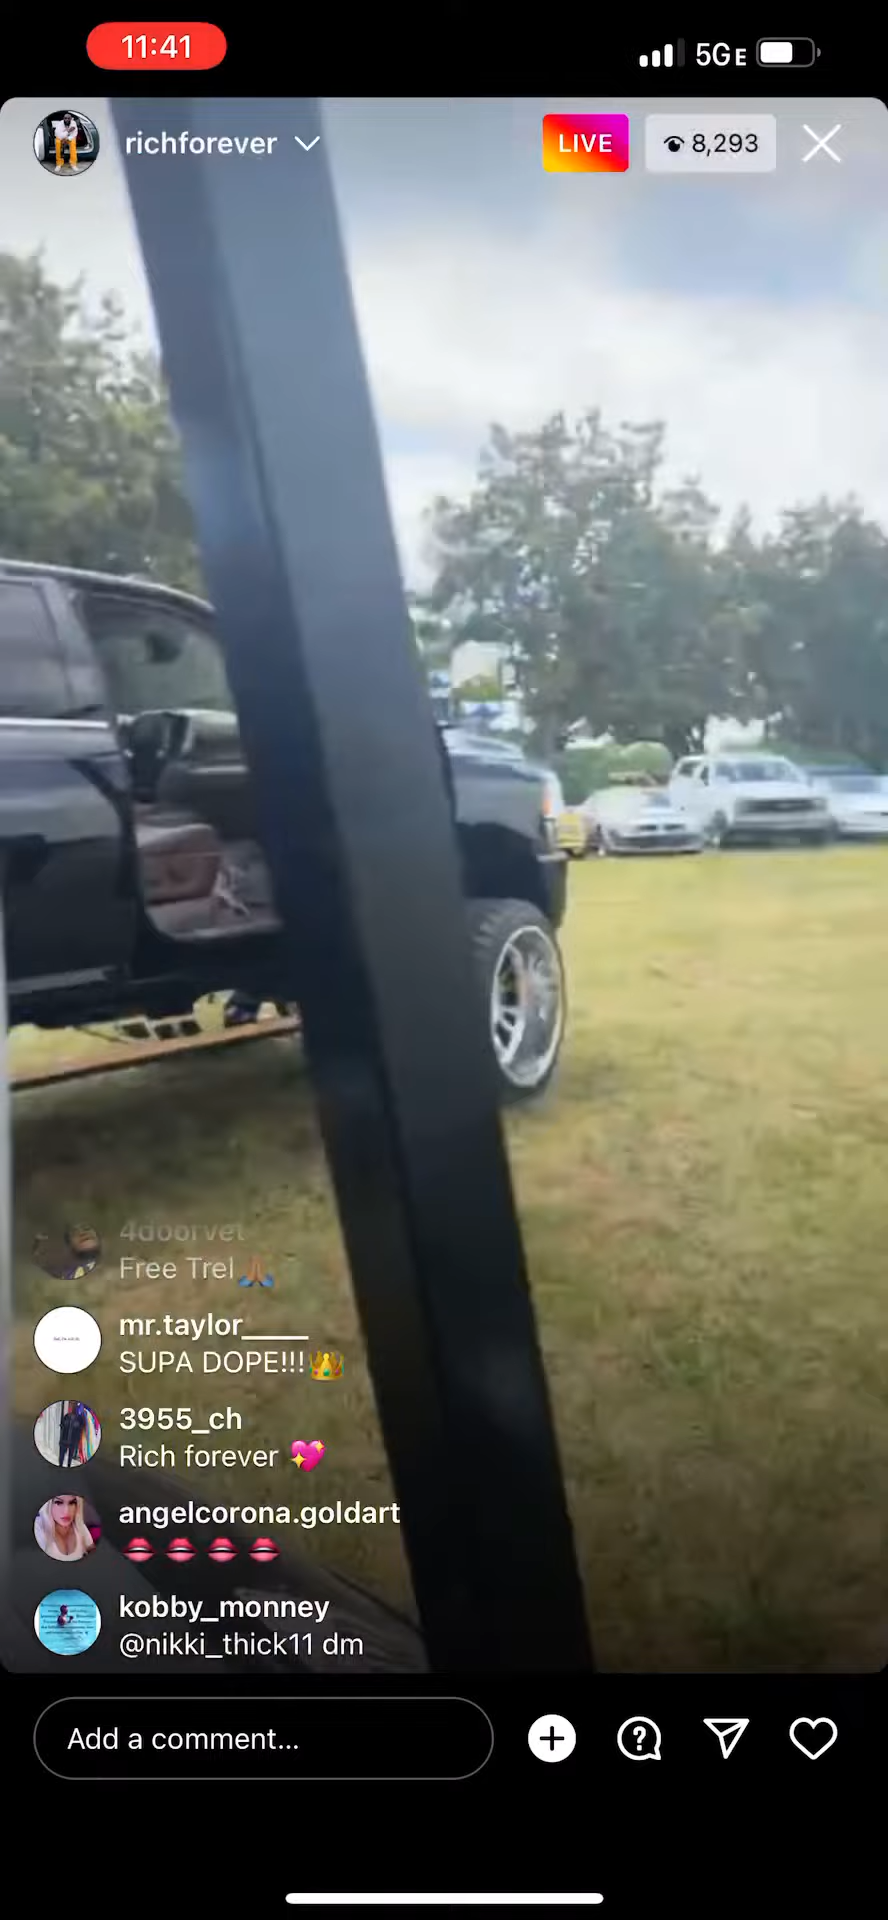 11:41
5GE
richforever
LIVE
8,293
4doorvet
Free Trel🙏🏾
mr.taylor_____
SUPA DOPE!!!👑
3955_ch
Rich forever 💖
angelcorona.goldart
👄👄👄👄
kobby_monney
@nikki_thick11 dm
Add a comment...